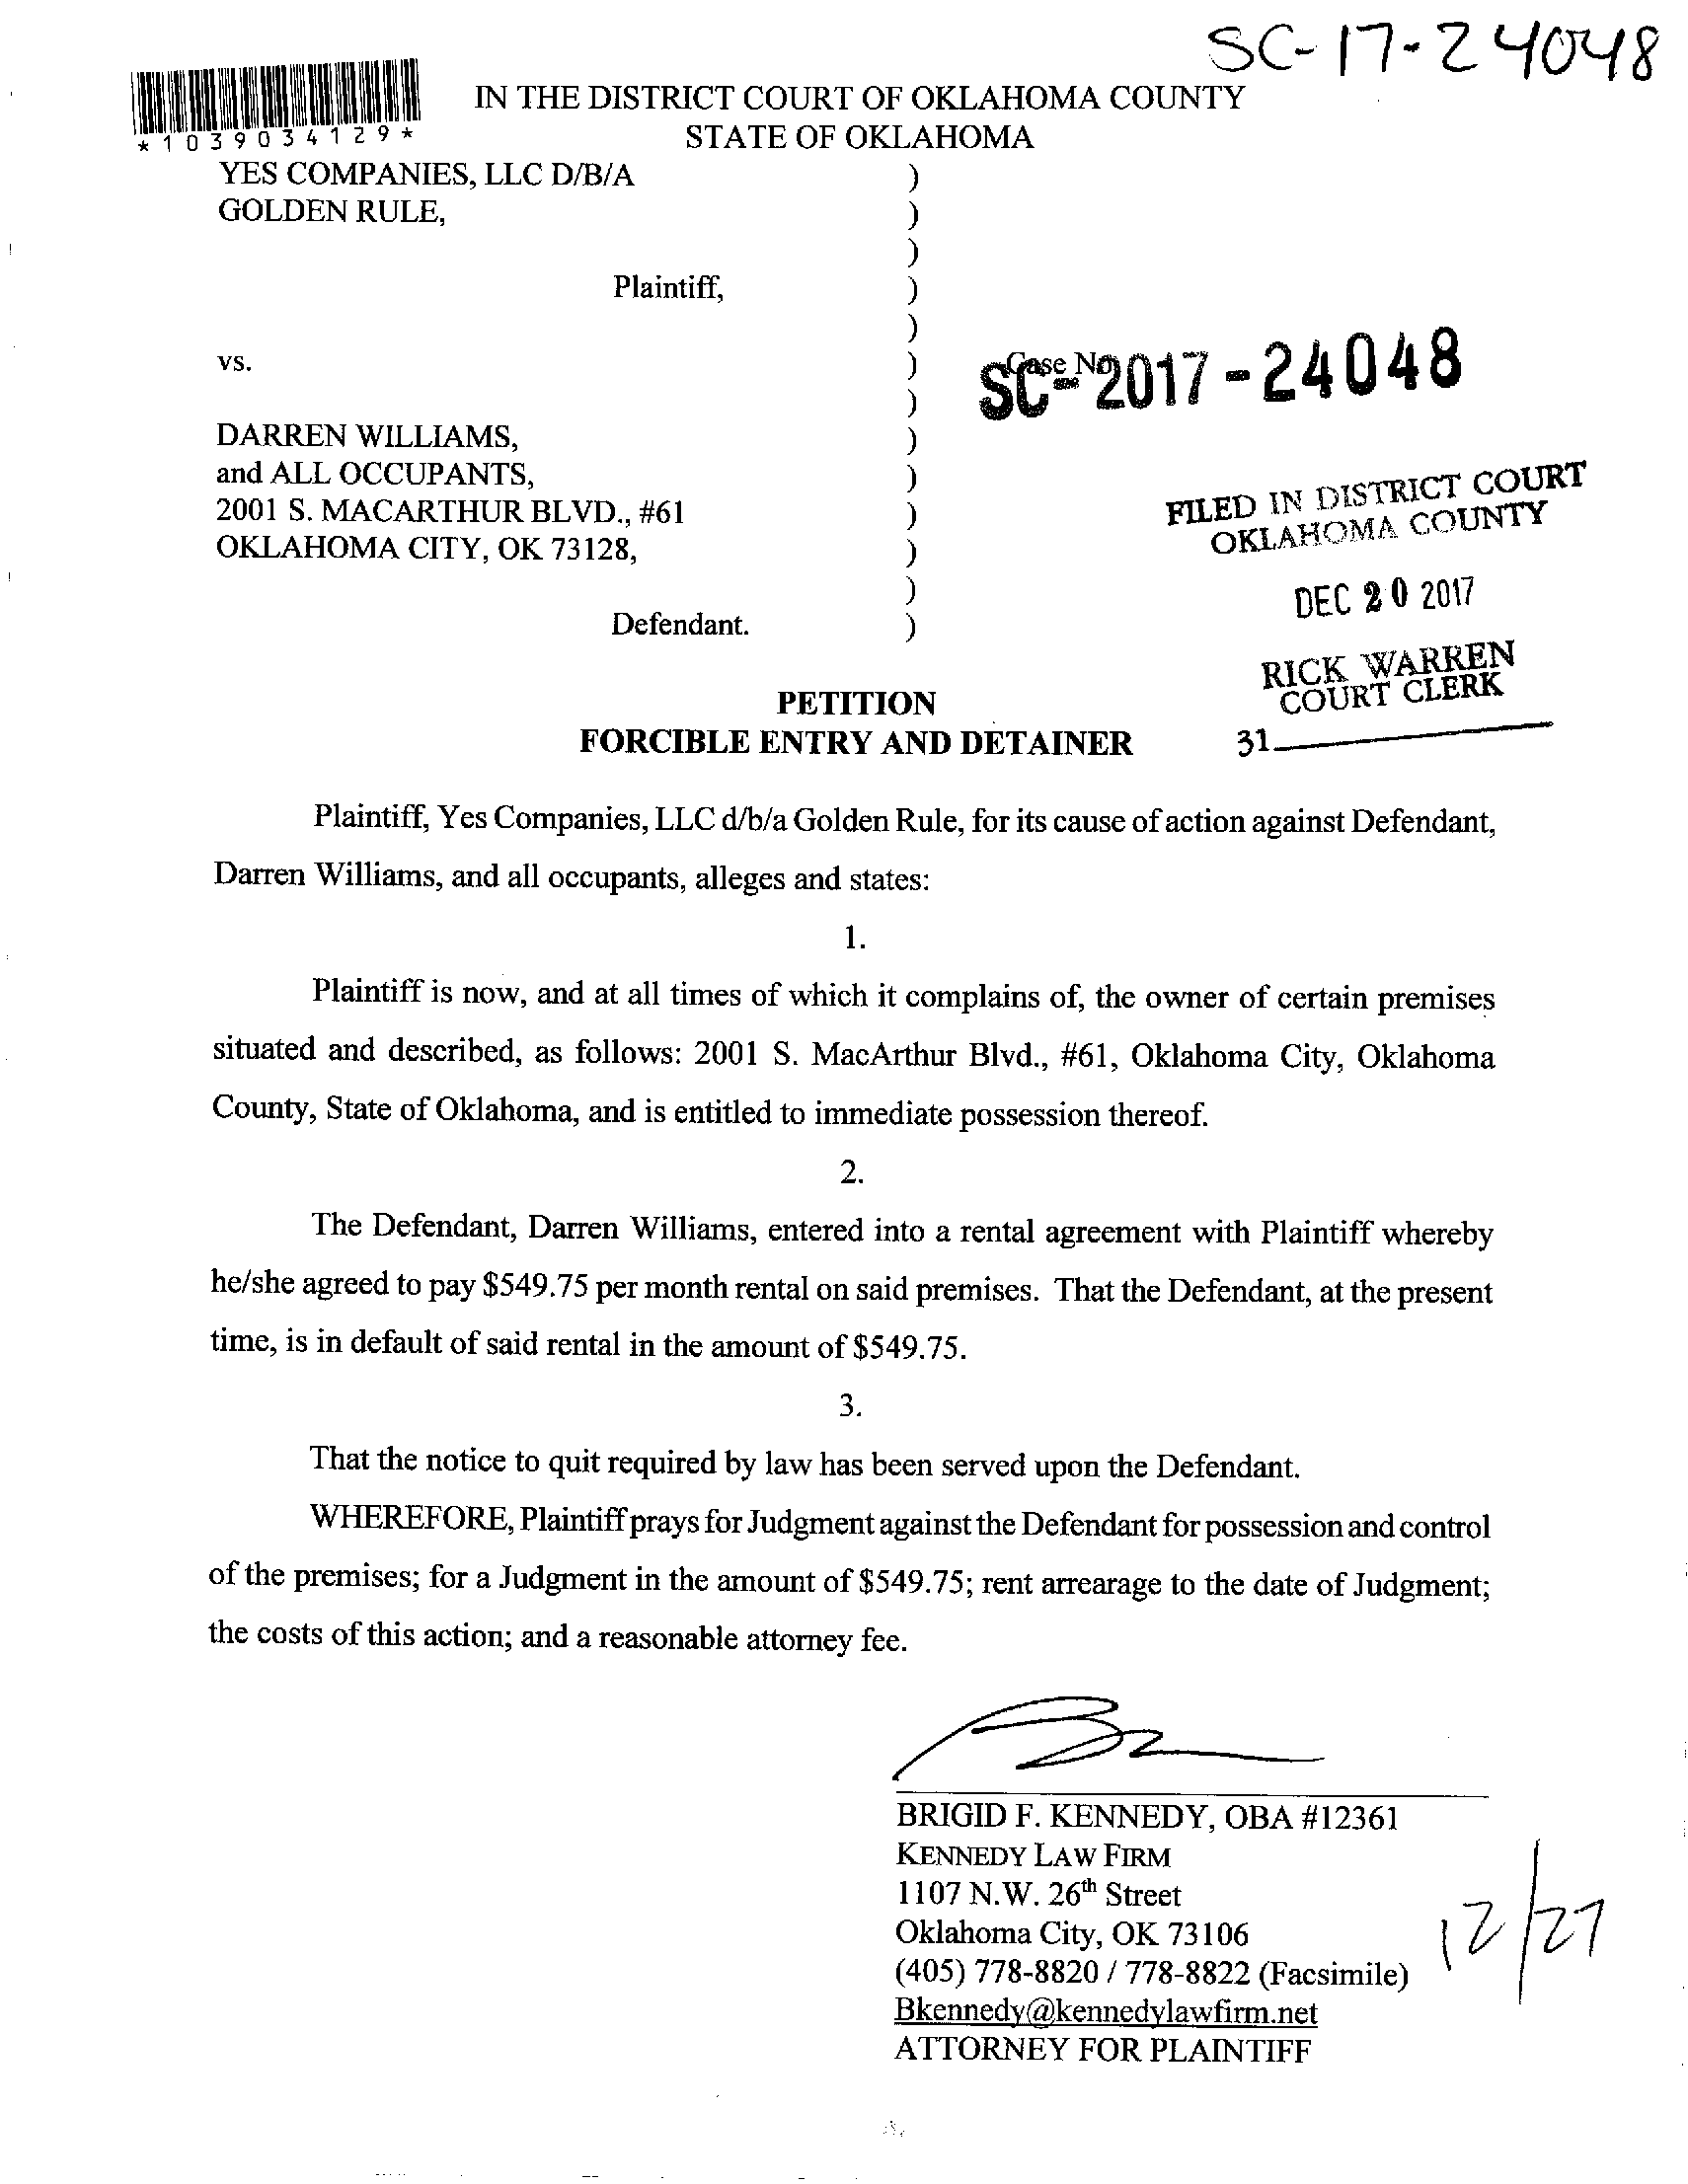 SC-17-24048
*1039034129*
IN THE DISTRICT COURT OF OKLAHOMA COUNTY
STATE OF OKLAHOMA
YES COMPANIES, LLC D/B/A )
GOLDEN RULE, )
)
Plaintiff, )
)
vs. ) Case No.
SC-2017-24048
)
DARREN WILLIAMS, )
and ALL OCCUPANTS, )
2001 S. MACARTHUR BLVD., #61 )
OKLAHOMA CITY, OK 73128, )
)
Defendant. )
FILED IN DISTRICT COURT
OKLAHOMA COUNTY
DEC 20 2017
RICK WARREN
COURT CLERK
31
PETITION
FORCIBLE ENTRY AND DETAINER
Plaintiff, Yes Companies, LLC d/b/a Golden Rule, for its cause of action against Defendant,
Darren Williams, and all occupants, alleges and states:
1.
Plaintiff is now, and at all times of which it complains of, the owner of certain premises
situated and described, as follows: 2001 S. MacArthur Blvd., #61, Oklahoma City, Oklahoma
County, State of Oklahoma, and is entitled to immediate possession thereof.
2.
The Defendant, Darren Williams, entered into a rental agreement with Plaintiff whereby
he/she agreed to pay $549.75 per month rental on said premises. That the Defendant, at the present
time, is in default of said rental in the amount of $549.75.
3.
That the notice to quit required by law has been served upon the Defendant.
WHEREFORE, Plaintiff prays for Judgment against the Defendant for possession and control
of the premises; for a Judgment in the amount of $549.75; rent arrearage to the date of Judgment;
the costs of this action; and a reasonable attorney fee.
BRIGID F. KENNEDY, OBA #12361
KENNEDY LAW FIRM
1107 N.W. 26th Street
Oklahoma City, OK 73106
(405) 778-8820 / 778-8822 (Facsimile)
Bkennedy@kennedylawfirm.net
ATTORNEY FOR PLAINTIFF
12/27